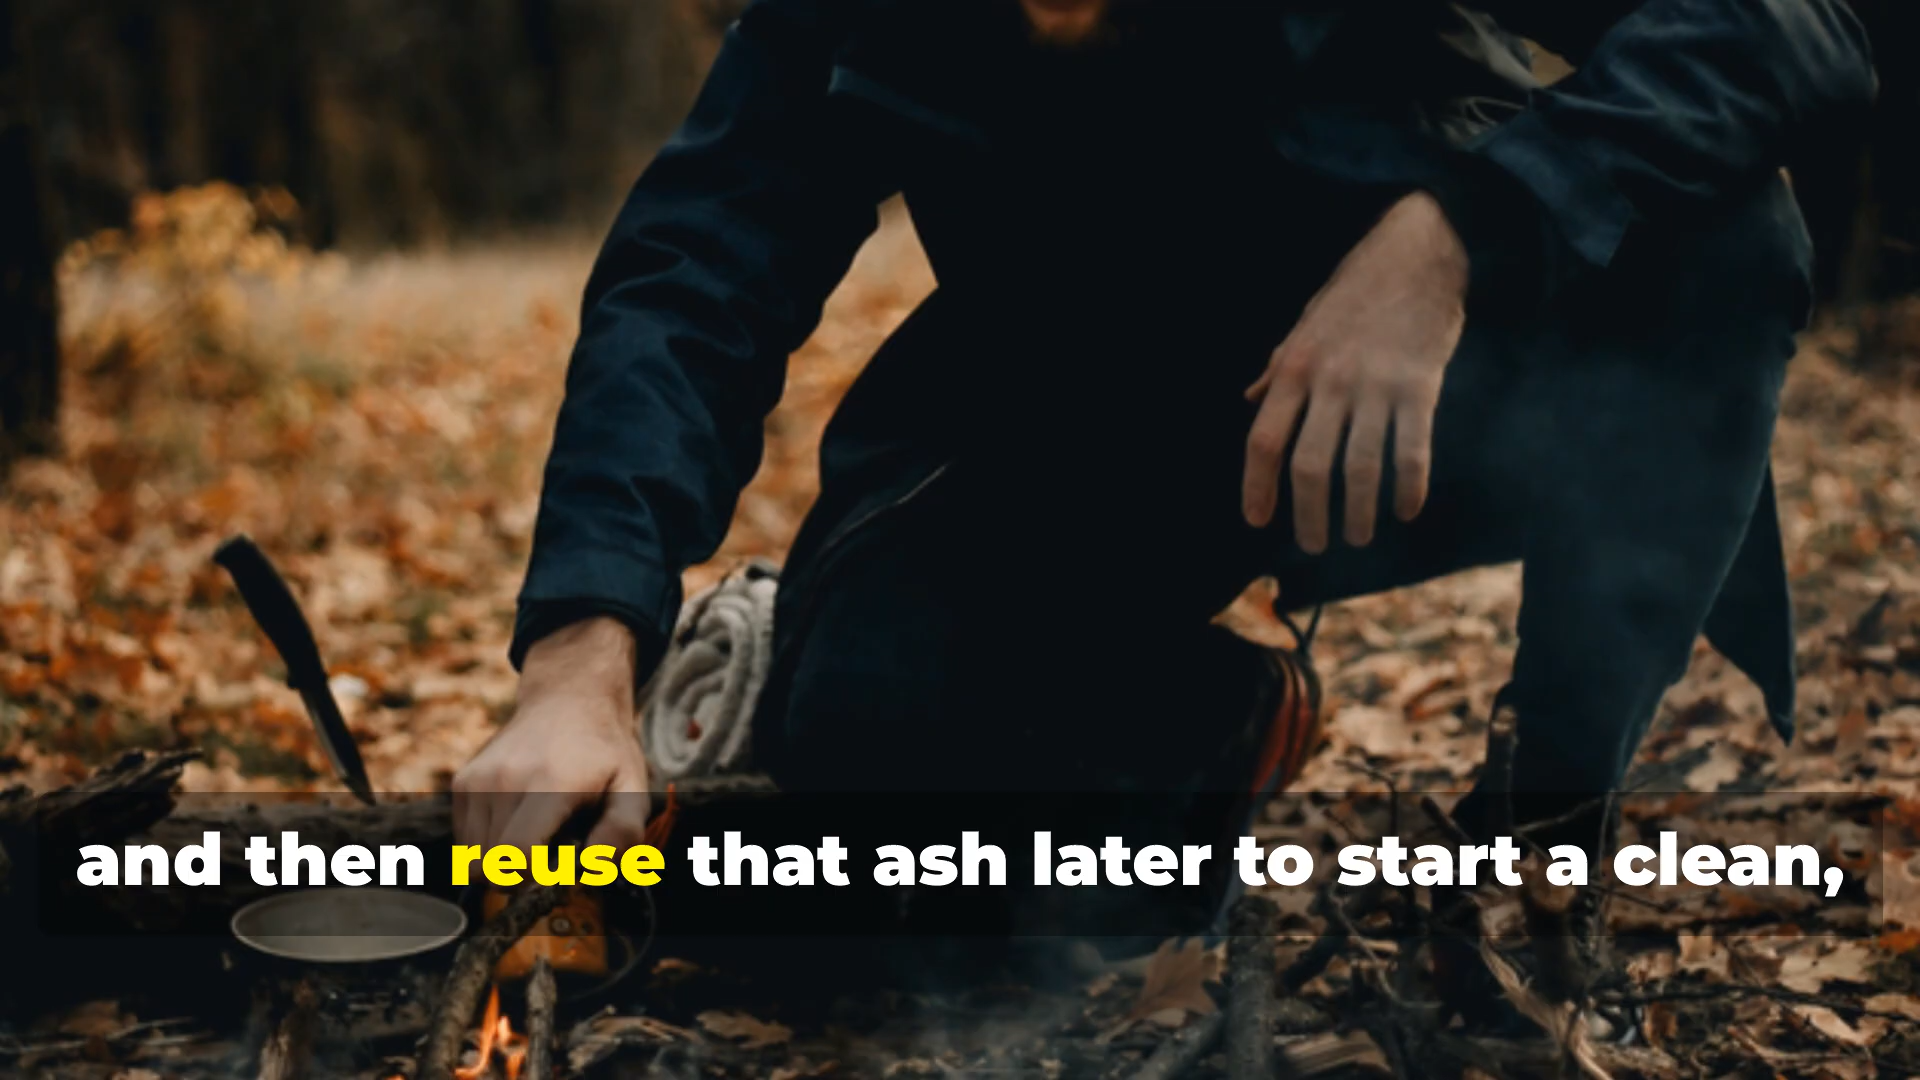 and then reuse that ash later to start a clean,